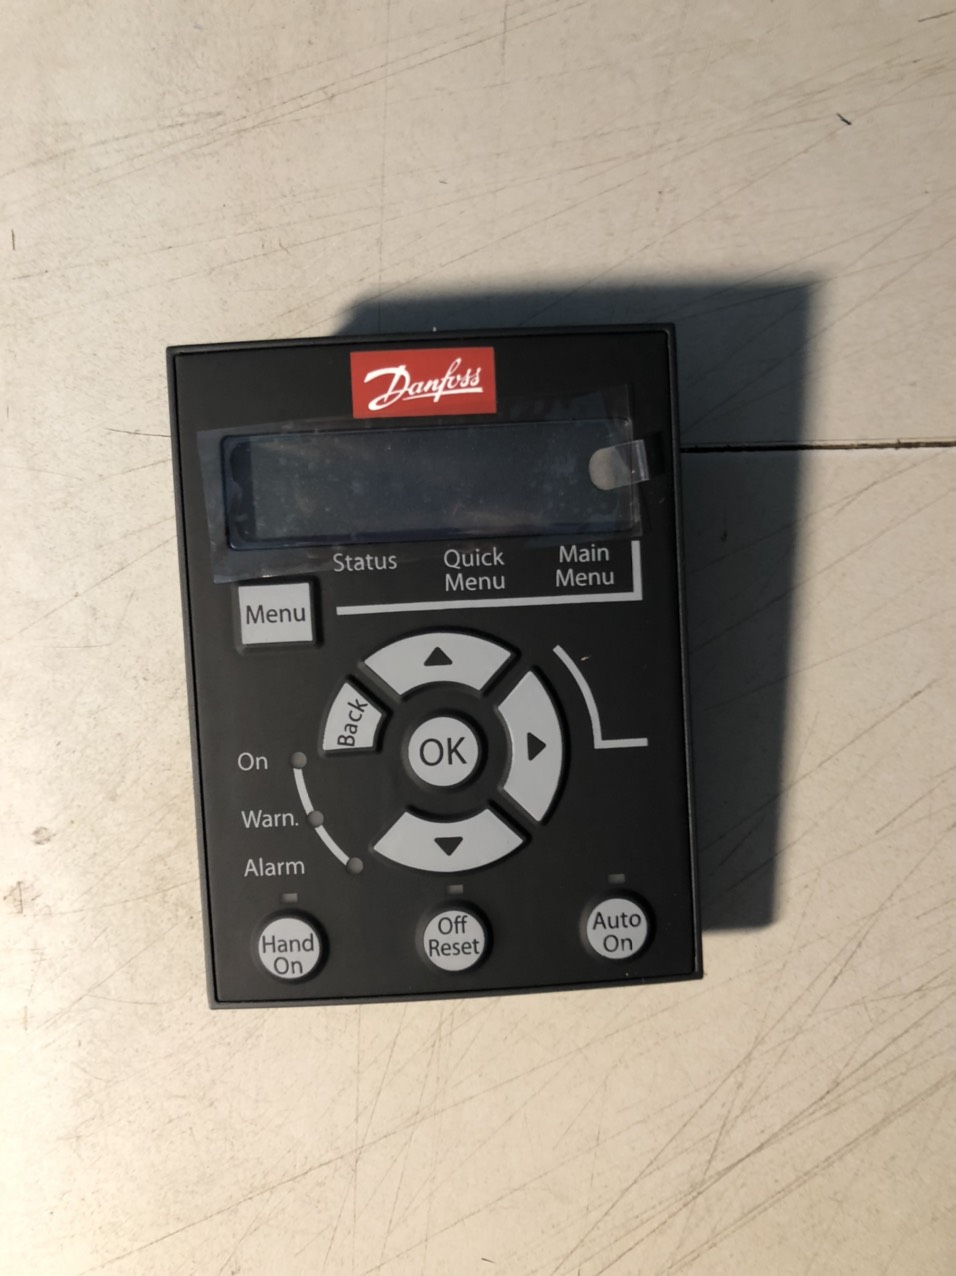 Danfoss
Status
Quick
Menu
Main
Menu
Menu
Back
OK
On
Warn.
Alarm
Hand
On
Off
Reset
Auto
On